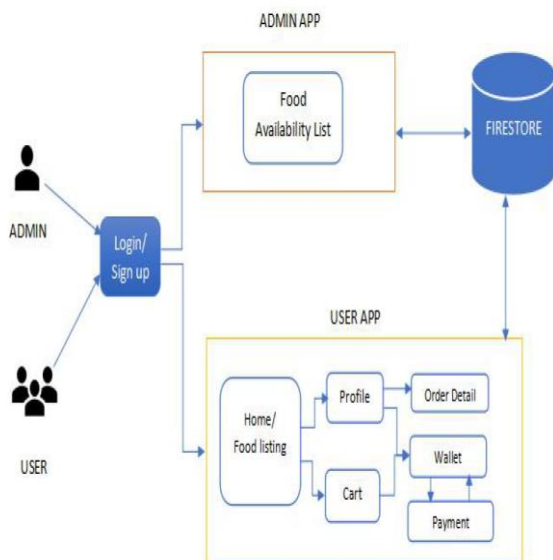 ADMIN APP
Food
Availability List
FIRESTORE
ADMIN
Login/
Sign up
USER APP
USER
Home/
Food listing
Profile
Order Detail
Cart
Wallet
Payment